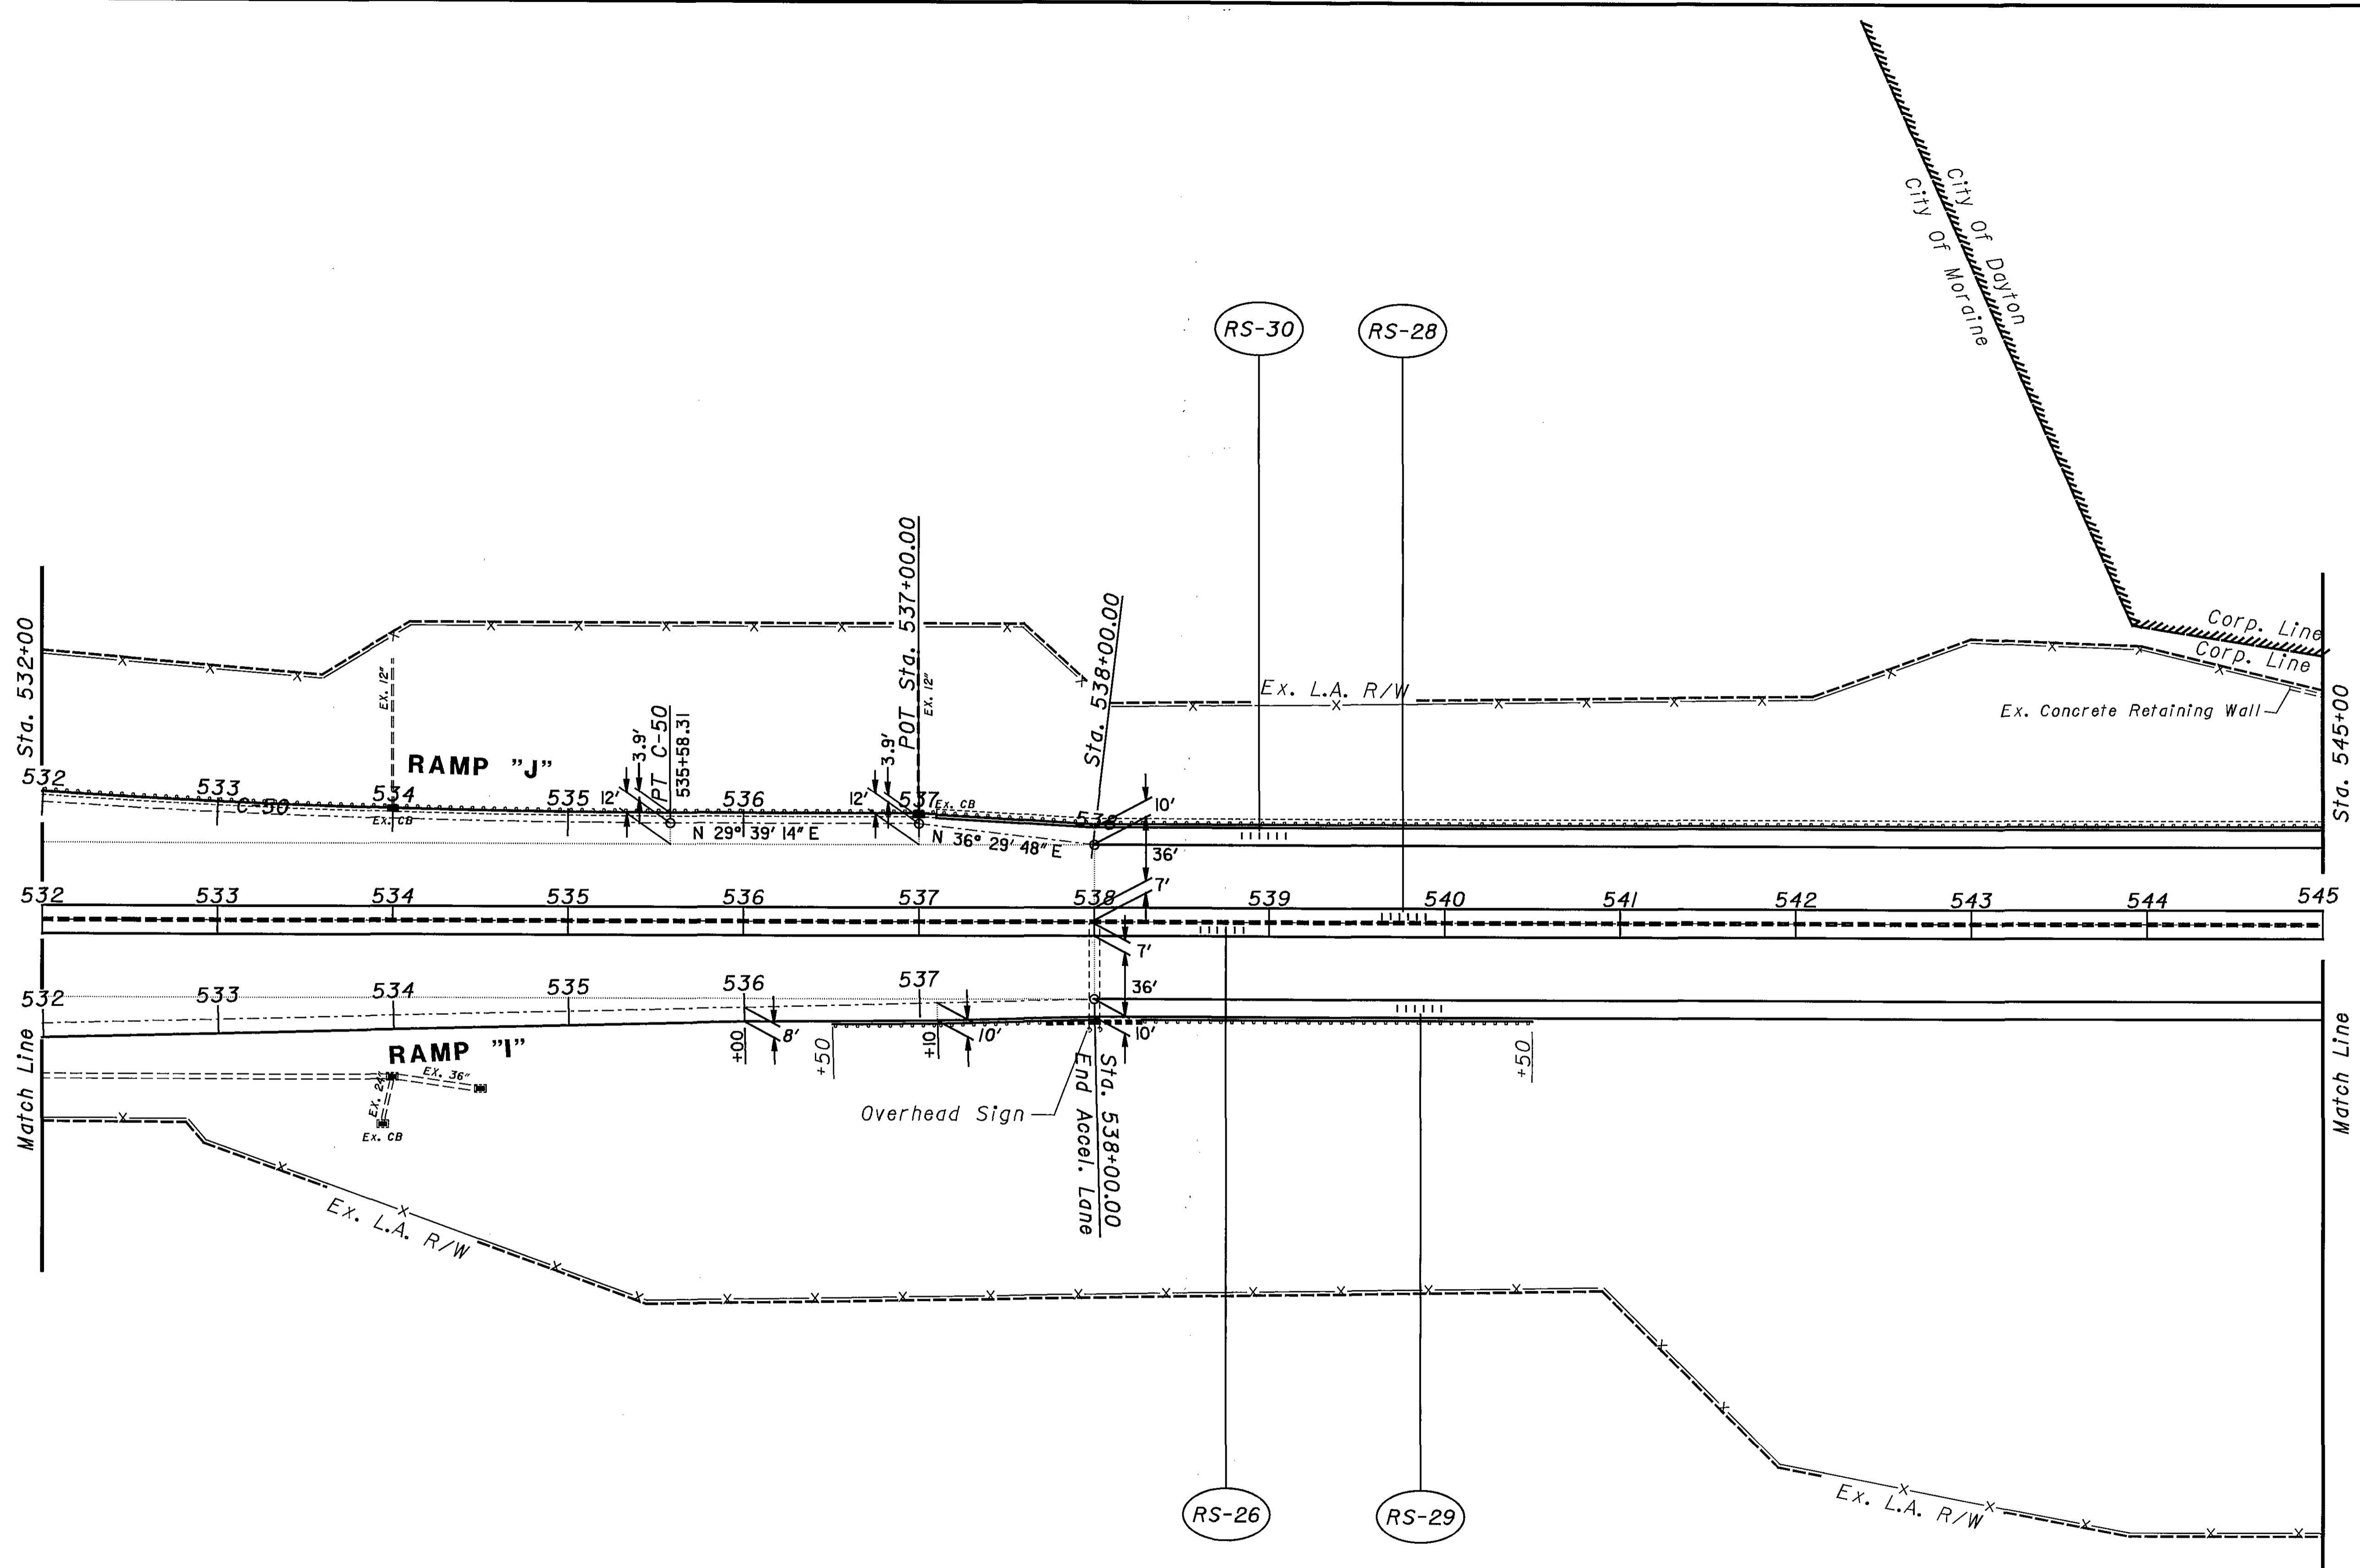 City Of Dayton
City Of Moraine
RS-30
RS-28
Corp. Line
Corp. Line
Ex. Concrete Retaining Wall
Sta. 532+00
Sta. 545+00
POT Sta. 537+00.00
Sta. 538+00.00
Ex. L.A. R/W
EX. 12"
EX. 12"
PT C-50
535+58.31
3.9'
3.9'
12'
12'
RAMP "J"
532
533
534
535
536
537
538
C-50
Ex. CB
Ex. CB
N 29° 39' 14" E
N 36° 29' 48" E
10'
36'
7'
532
533
534
535
536
537
538
539
540
541
542
543
544
545
7'
36'
10'
532
533
534
535
536
537
+00
8'
+50
+10
10'
+50
RAMP "I"
EX. 36"
EX. 24"
Ex. CB
Overhead Sign
Sta. 538+00.00
End Accel. Lane
Match Line
Match Line
Ex. L.A. R/W
Ex. L.A. R/W
RS-26
RS-29